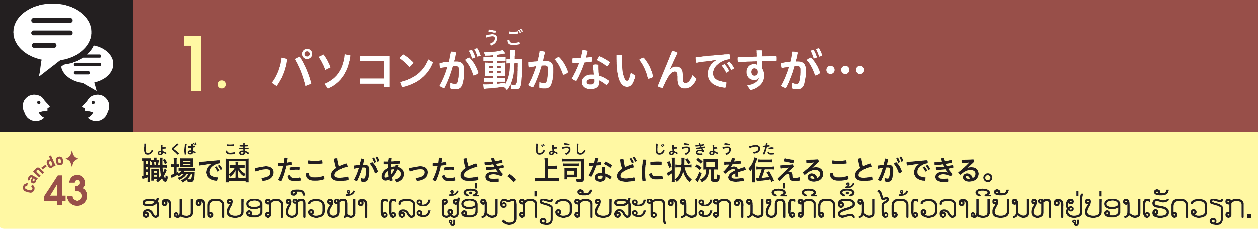 1. パソコンが動かないんですが…
うご
Can-do 43
しょくば こま じょうし じょうきょう つた
職場で困ったことがあったとき、上司などに状況を伝えることができる。
ສາມາດບອກຫົວໜ້າ ແລະ ຜູ້ອື່ນໆກ່ຽວກັບສະຖານະການທີ່ເກີດຂຶ້ນໄດ້ເວລາມີບັນຫາຢູ່ບ່ອນເຮັດວຽກ.